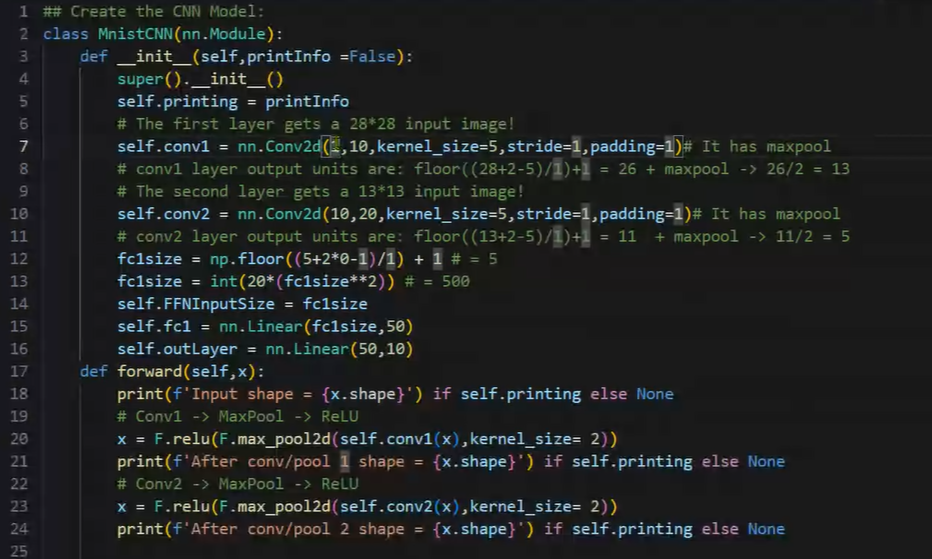 1 ## Create the CNN Model:
2 class MnistCNN(nn.Module):
3     def __init__(self,printInfo =False):
4         super().__init__()
5         self.printing = printInfo
6         # The first layer gets a 28*28 input image!
7         self.conv1 = nn.Conv2d(1,10,kernel_size=5,stride=1,padding=1)# It has maxpool
8         # conv1 layer output units are: floor((28+2-5)/1)+1 = 26 + maxpool -> 26/2 = 13
9         # The second layer gets a 13*13 input image!
10         self.conv2 = nn.Conv2d(10,20,kernel_size=5,stride=1,padding=1)# It has maxpool
11         # conv2 layer output units are: floor((13+2-5)/1)+1 = 11  + maxpool -> 11/2 = 5
12         fc1size = np.floor((5+2*0-1)/1) + 1 # = 5
13         fc1size = int(20*(fc1size**2)) # = 500
14         self.FFNInputSize = fc1size
15         self.fc1 = nn.Linear(fc1size,50)
16         self.outLayer = nn.Linear(50,10)
17     def forward(self,x):
18         print(f'Input shape = {x.shape}') if self.printing else None
19         # Conv1 -> MaxPool -> ReLU
20         x = F.relu(F.max_pool2d(self.conv1(x),kernel_size= 2))
21         print(f'After conv/pool 1 shape = {x.shape}') if self.printing else None
22         # Conv2 -> MaxPool -> ReLU
23         x = F.relu(F.max_pool2d(self.conv2(x),kernel_size= 2))
24         print(f'After conv/pool 2 shape = {x.shape}') if self.printing else None
25